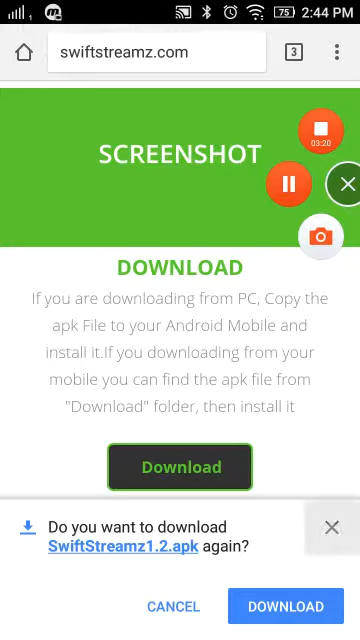 1 75 2:44 PM
swiftstreamz.com 3
SCREENSHOT
03:20
DOWNLOAD
If you are downloading from PC, Copy the
apk File to your Android Mobile and
install it.If you downloading from your
mobile you can find the apk file from
"Download" folder, then install it
Download
Do you want to download
SwiftStreamz1.2.apk again?
CANCEL DOWNLOAD